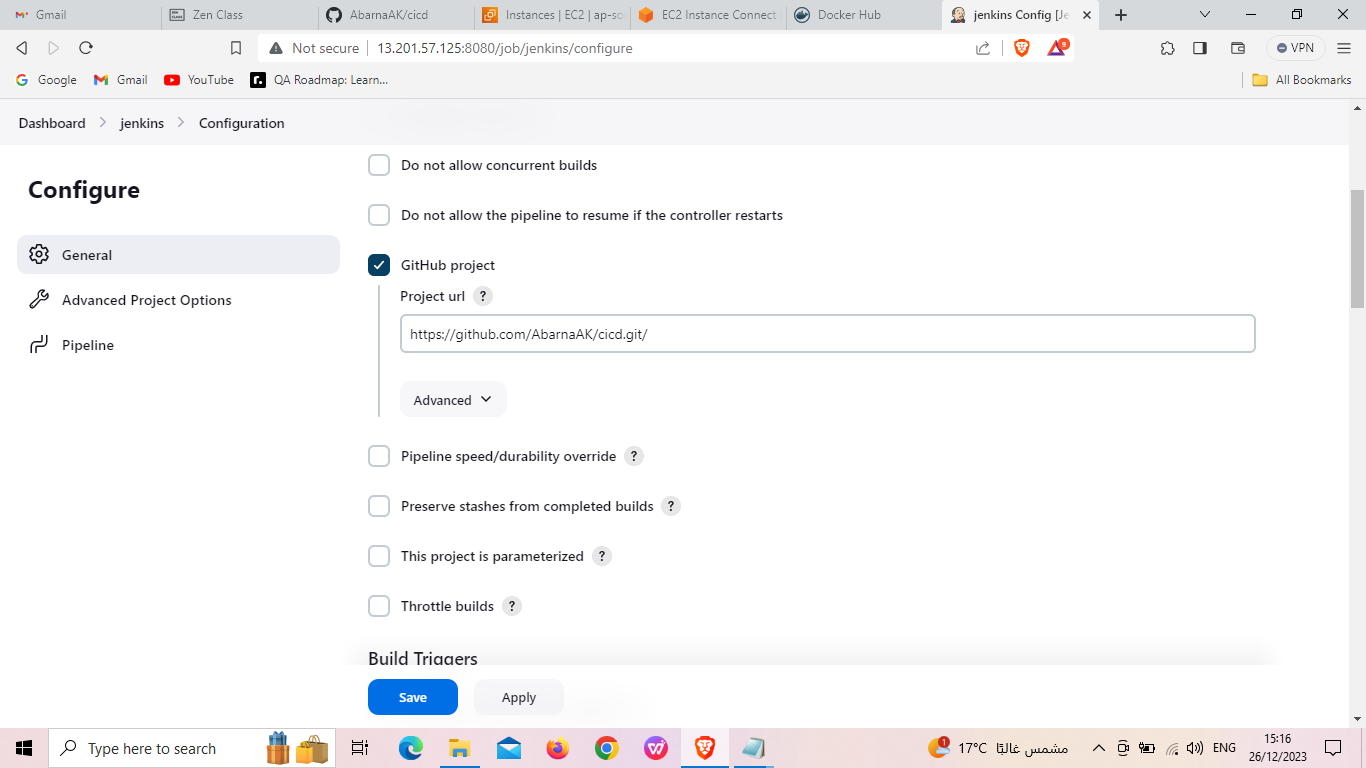 Gmail
Zen Class
AbarnaAK/cicd
Instances | EC2 | ap-so
EC2 Instance Connect
Docker Hub
jenkins Config [Je
Not secure
13.201.57.125:8080/job/jenkins/configure
9
VPN
Google
Gmail
YouTube
r.
QA Roadmap: Learn...
All Bookmarks
Dashboard
jenkins
Configuration
Configure
General
Advanced Project Options
Pipeline
Do not allow concurrent builds
Do not allow the pipeline to resume if the controller restarts
GitHub project
Project url ?
https://github.com/AbarnaAK/cicd.git/
Advanced
Pipeline speed/durability override ?
Preserve stashes from completed builds ?
This project is parameterized ?
Throttle builds ?
Build Triggers
Save
Apply
Type here to search
1
17°C مشمس غالبًا
ENG
15:16
26/12/2023